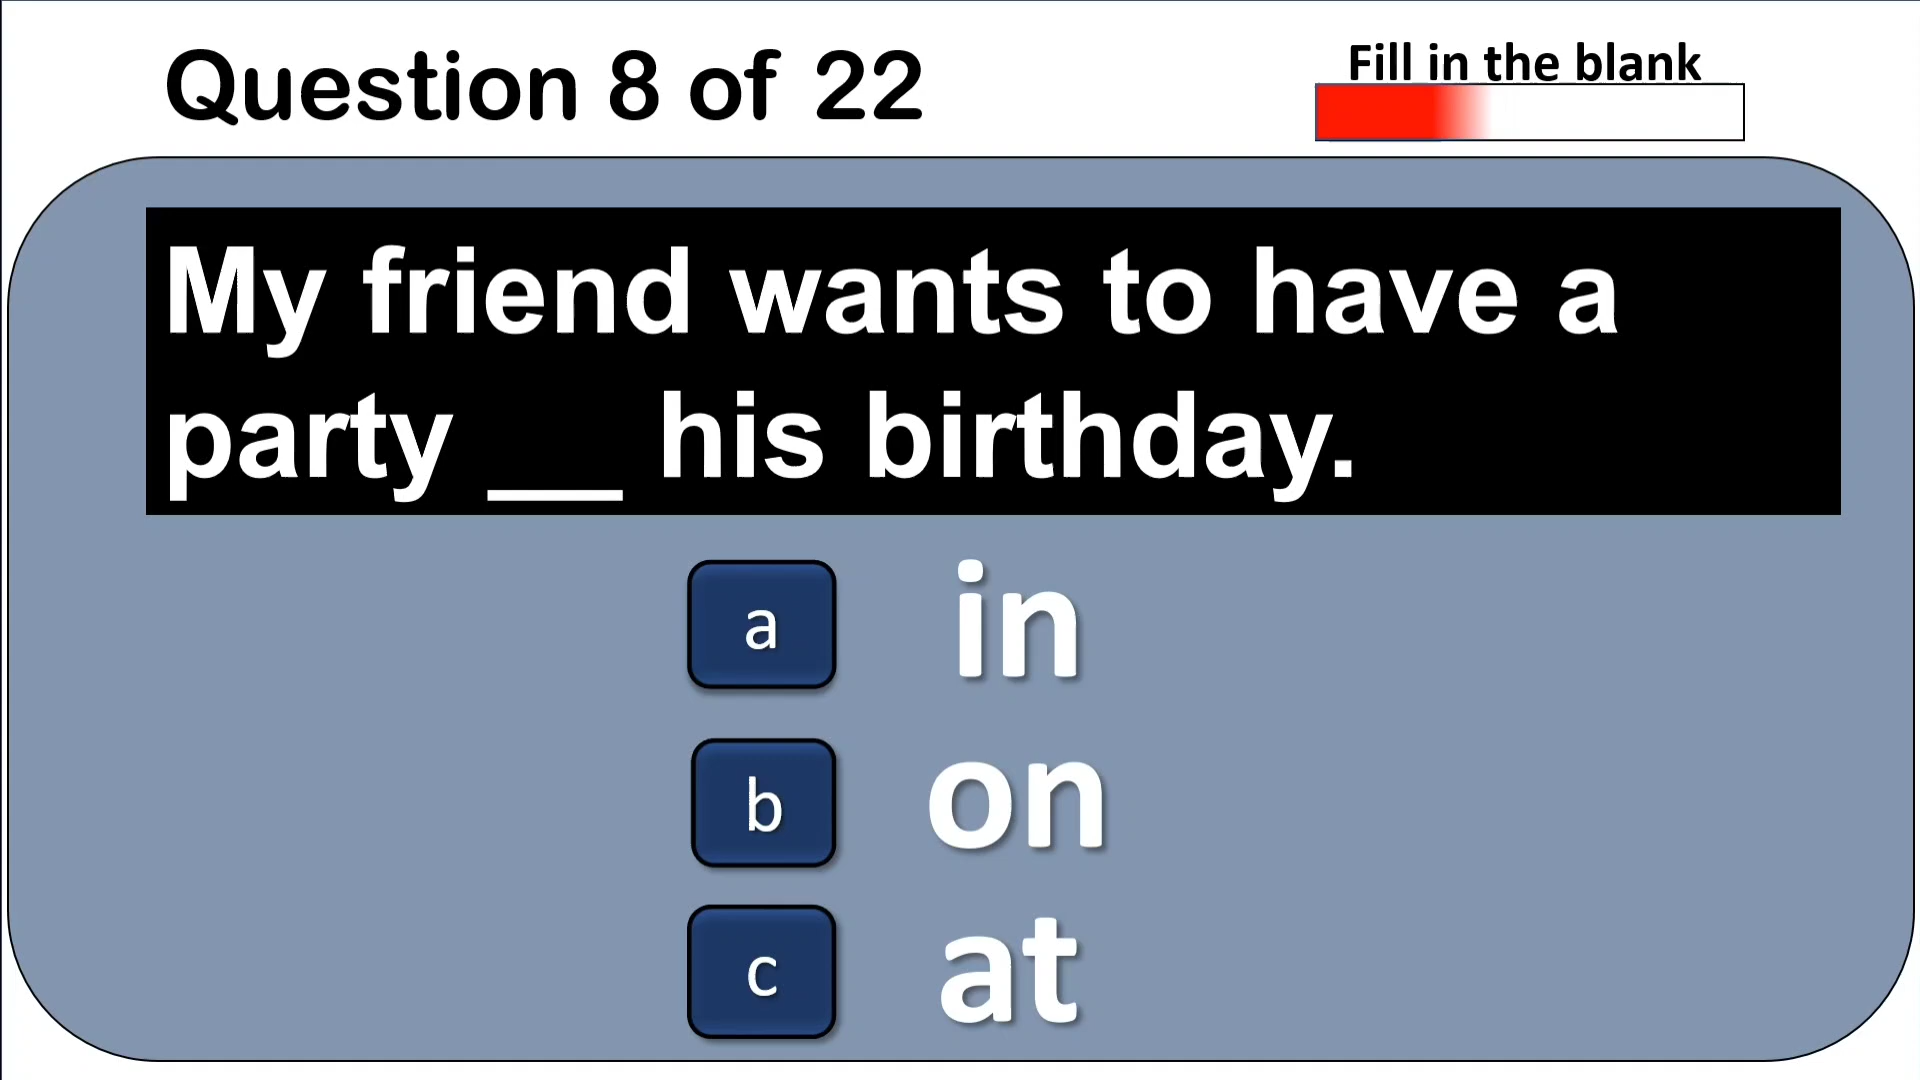 Question 8 of 22
Fill in the blank
My friend wants to have a
party __ his birthday.
a in
b on
c at